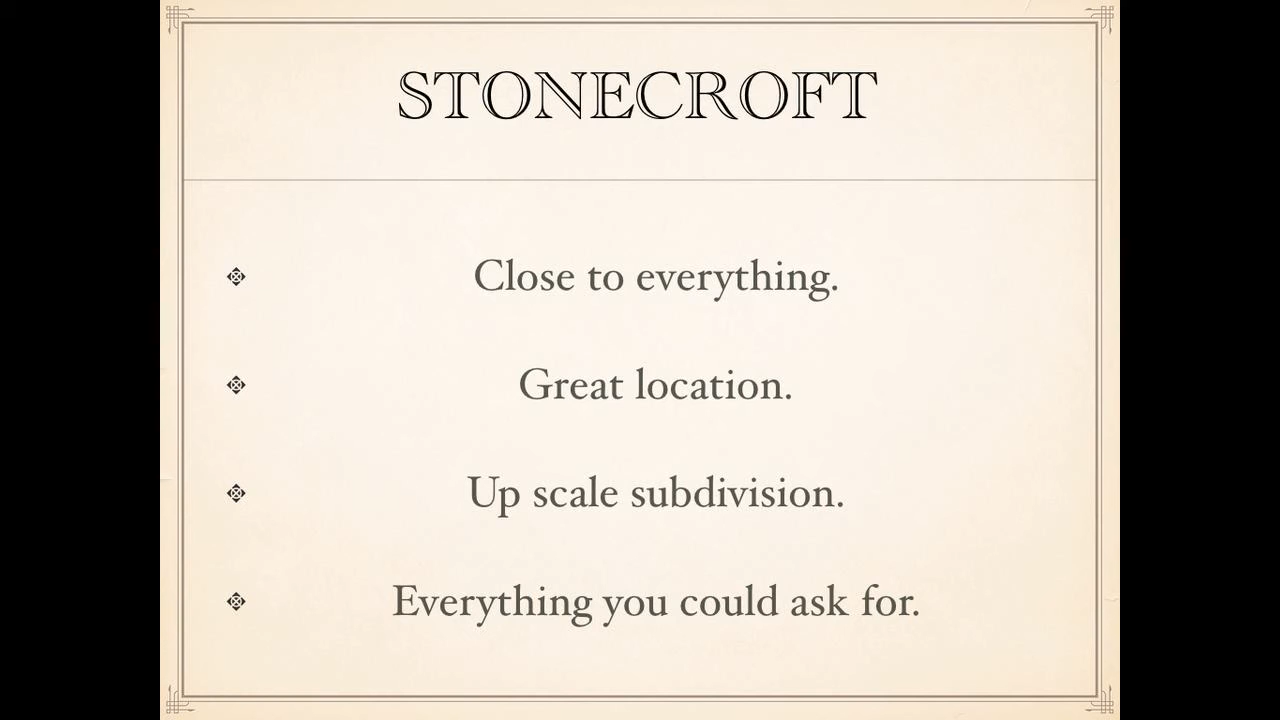 STONECROFT
Close to everything.
Great location.
Up scale subdivision.
Everything you could ask for.